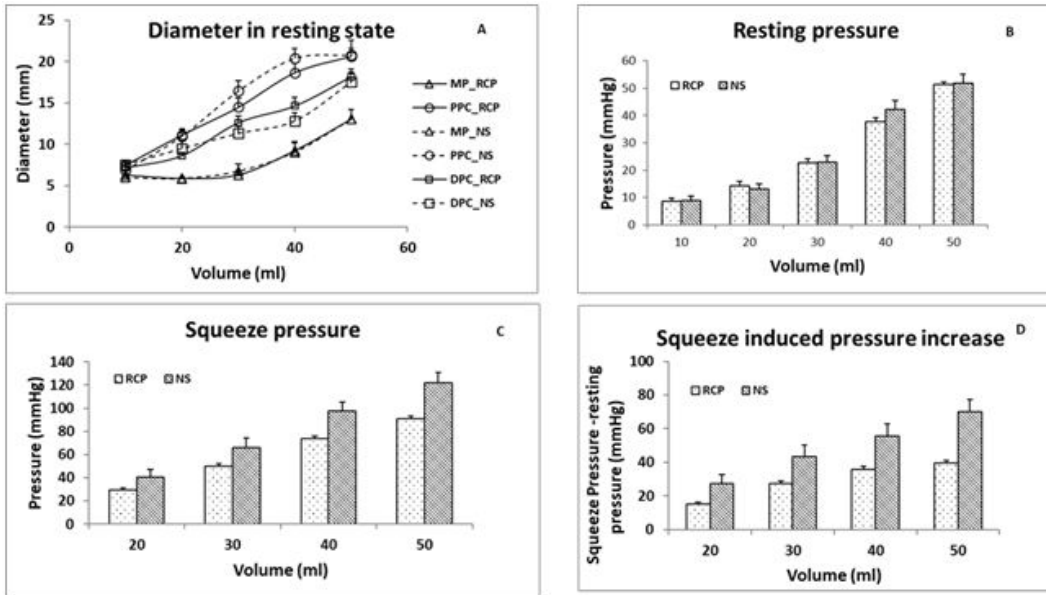 Diameter in resting state
A
Diameter (mm)
25
20
15
10
5
0
0 20 40 60
Volume (ml)
MP_RCP
PPC_RCP
MP_NS
PPC_NS
DPC_RCP
DPC_NS
Resting pressure
B
Pressure (mmHg)
60
50
40
30
20
10
0
RCP NS
10 20 30 40 50
Volume (ml)
Squeeze pressure
C
Pressure (mmHg)
140
120
100
80
60
40
20
0
RCP NS
20 30 40 50
Volume (ml)
Squeeze induced pressure increase
D
Squeeze Pressure -resting
pressure (mmHg)
100
80
60
40
20
0
RCP NS
20 30 40 50
Volume (ml)